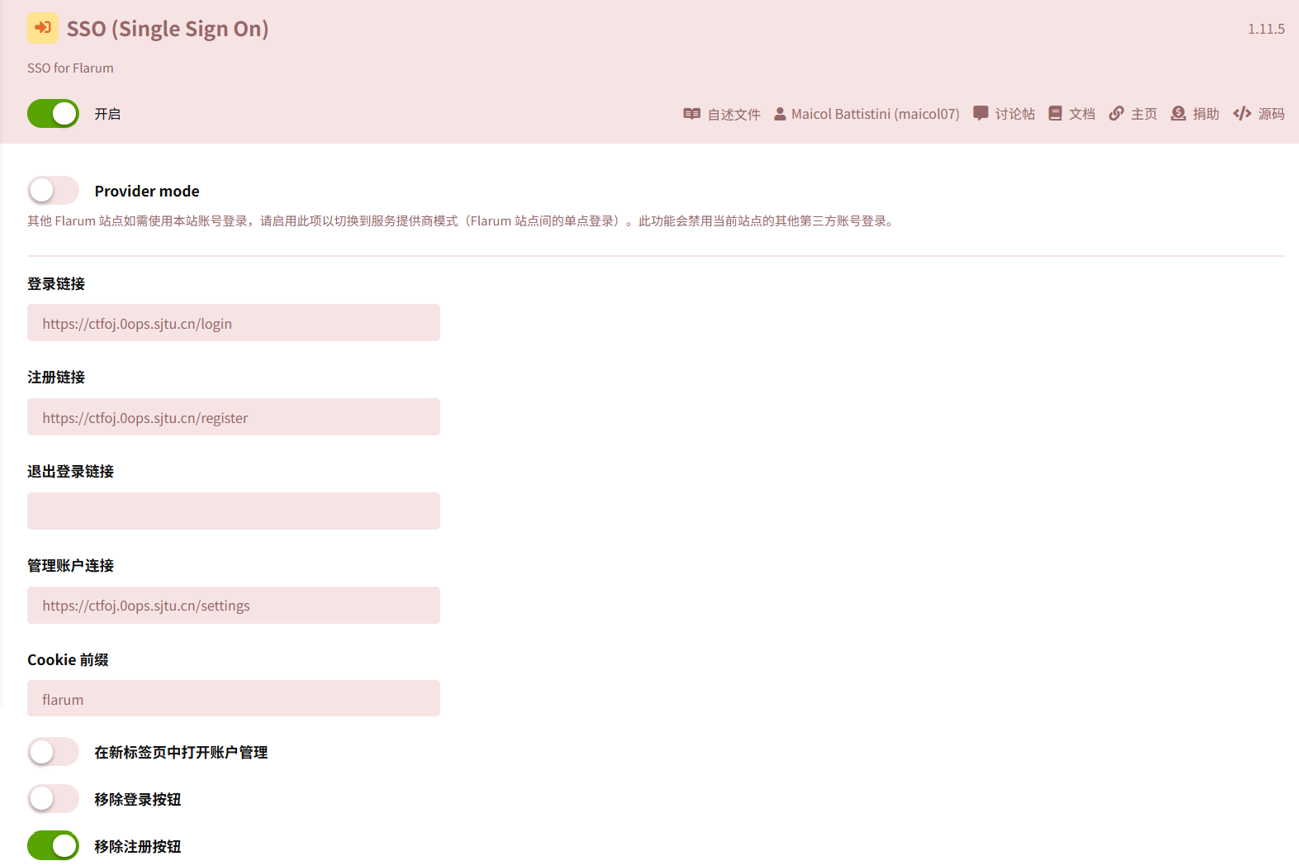 SSO (Single Sign On)
1.11.5
SSO for Flarum
开启
自述文件 Maicol Battistini (maicol07) 讨论帖 文档 主页 捐助 源码
Provider mode
其他 Flarum 站点如需使用本站账号登录，请启用此项以切换到服务提供商模式（Flarum 站点间的单点登录）。此功能会禁用当前站点的其他第三方账号登录。
登录链接
https://ctfoj.0ops.sjtu.cn/login
注册链接
https://ctfoj.0ops.sjtu.cn/register
退出登录链接
管理账户连接
https://ctfoj.0ops.sjtu.cn/settings
Cookie 前缀
flarum
在新标签页中打开账户管理
移除登录按钮
移除注册按钮